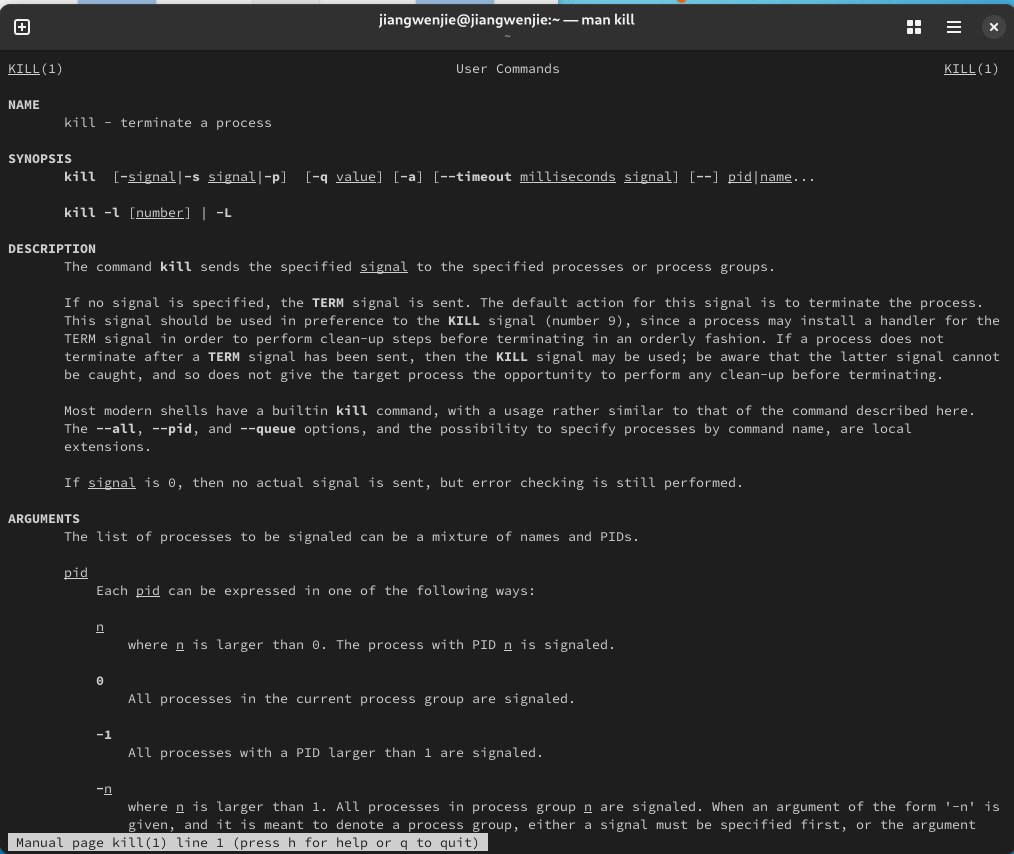 jiangwenjie@jiangwenjie:~ — man kill
~
KILL(1) User Commands KILL(1)
NAME
kill - terminate a process
SYNOPSIS
kill [-signal|-s signal|-p] [-q value] [-a] [--timeout milliseconds signal] [--] pid|name...
kill -l [number] | -L
DESCRIPTION
The command kill sends the specified signal to the specified processes or process groups.
If no signal is specified, the TERM signal is sent. The default action for this signal is to terminate the process.
This signal should be used in preference to the KILL signal (number 9), since a process may install a handler for the
TERM signal in order to perform clean-up steps before terminating in an orderly fashion. If a process does not
terminate after a TERM signal has been sent, then the KILL signal may be used; be aware that the latter signal cannot
be caught, and so does not give the target process the opportunity to perform any clean-up before terminating.
Most modern shells have a builtin kill command, with a usage rather similar to that of the command described here.
The --all, --pid, and --queue options, and the possibility to specify processes by command name, are local
extensions.
If signal is 0, then no actual signal is sent, but error checking is still performed.
ARGUMENTS
The list of processes to be signaled can be a mixture of names and PIDs.
pid
Each pid can be expressed in one of the following ways:
n
where n is larger than 0. The process with PID n is signaled.
0
All processes in the current process group are signaled.
-1
All processes with a PID larger than 1 are signaled.
-n
where n is larger than 1. All processes in process group n are signaled. When an argument of the form '-n' is
given, and it is meant to denote a process group, either a signal must be specified first, or the argument
Manual page kill(1) line 1 (press h for help or q to quit)